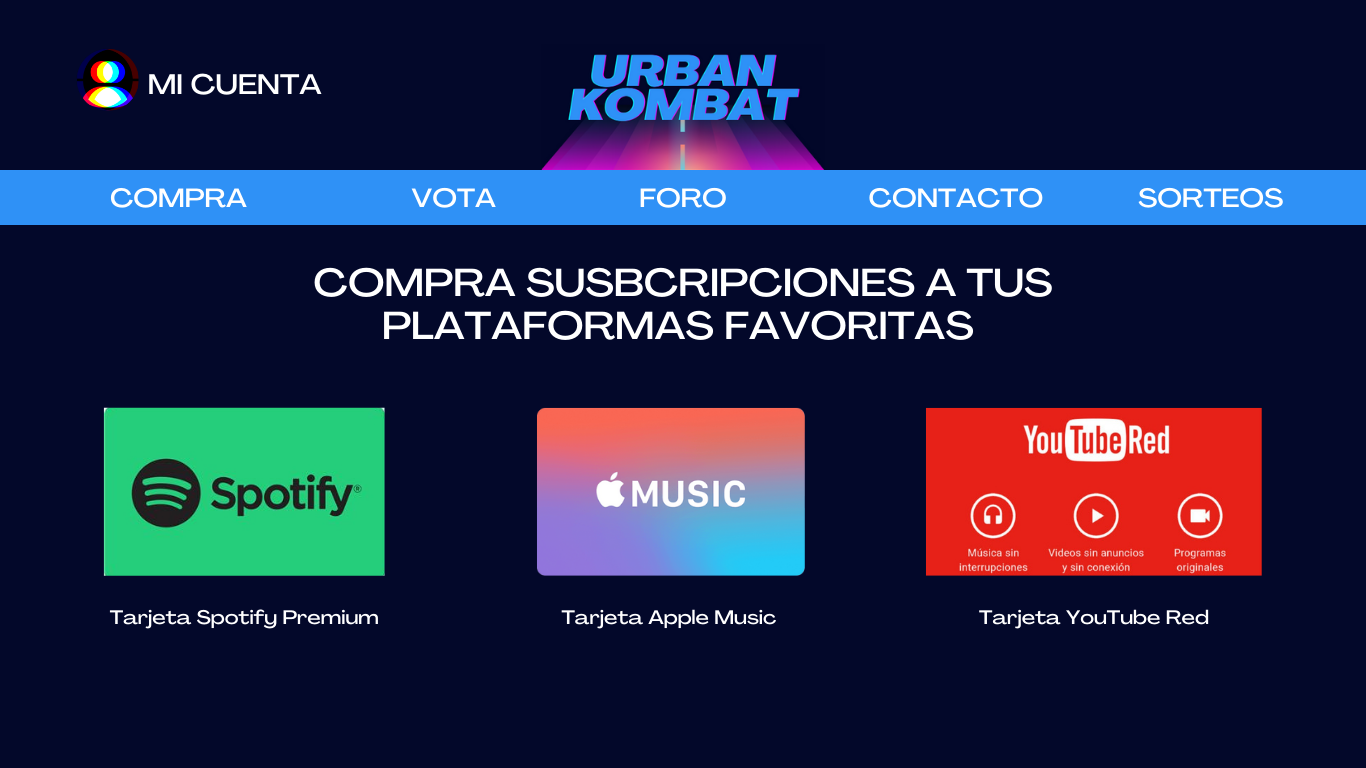 MI CUENTA
URBAN
KOMBAT
COMPRA VOTA FORO CONTACTO SORTEOS
COMPRA SUSBCRIPCIONES A TUS
PLATAFORMAS FAVORITAS
Spotify®
MUSIC
YouTube Red
Música sin interrupciones
Videos sin anuncios y sin conexión
Programas originales
Tarjeta Spotify Premium
Tarjeta Apple Music
Tarjeta YouTube Red